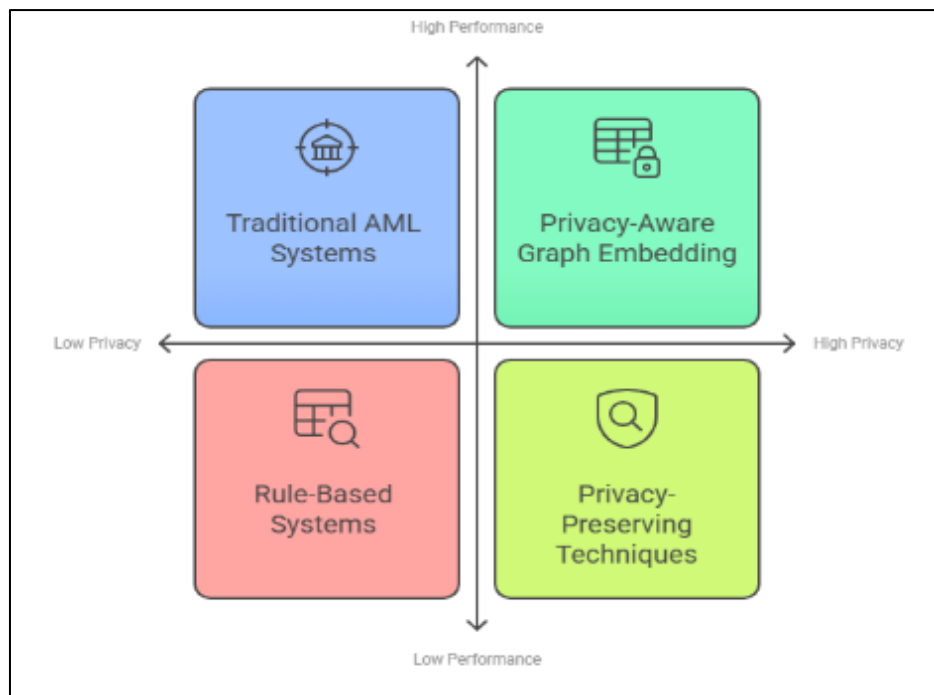 High Performance
Traditional AML
Systems
Privacy-Aware
Graph Embedding
Low Privacy
High Privacy
Rule-Based
Systems
Privacy-
Preserving
Techniques
Low Performance